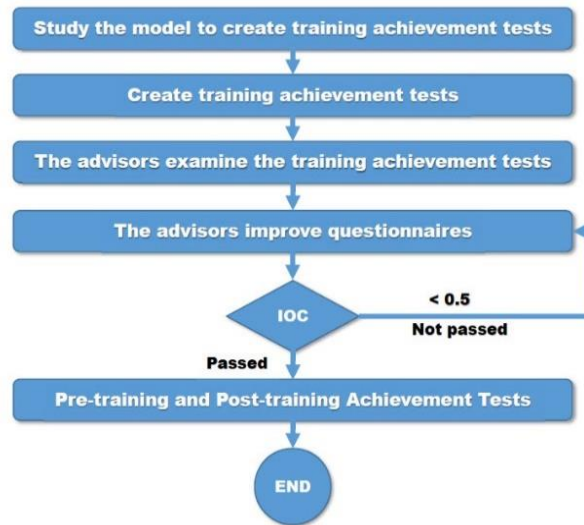 Study the model to create training achievement tests
Create training achievement tests
The advisors examine the training achievement tests
The advisors improve questionnaires
IOC
< 0.5
Not passed
Passed
Pre-training and Post-training Achievement Tests
END